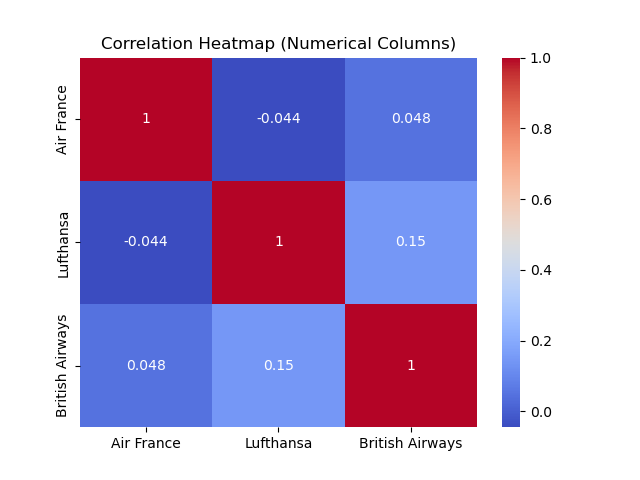 Correlation Heatmap (Numerical Columns)
Air France
Lufthansa
British Airways
1
-0.044
0.048
-0.044
1
0.15
0.048
0.15
1
Air France
Lufthansa
British Airways
1.0
0.8
0.6
0.4
0.2
0.0